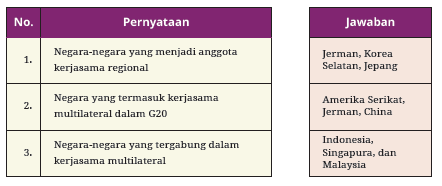 No. Pernyataan Jawaban
1. Negara-negara yang menjadi anggota
kerjasama regional
Jerman, Korea
Selatan, Jepang
2. Negara yang termasuk kerjasama
multilateral dalam G20
Amerika Serikat,
Jerman, China
3. Negara-negara yang tergabung dalam
kerjasama multilateral
Indonesia,
Singapura, dan
Malaysia